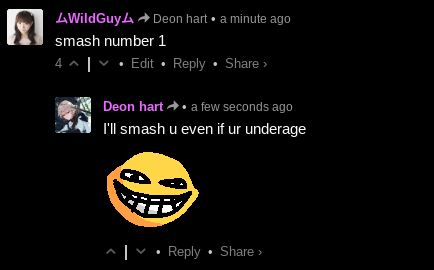 ムWildGuyム Deon hart • a minute ago
smash number 1
4 | • Edit • Reply • Share ›
Deon hart • a few seconds ago
I'll smash u even if ur underage
| • Reply • Share ›